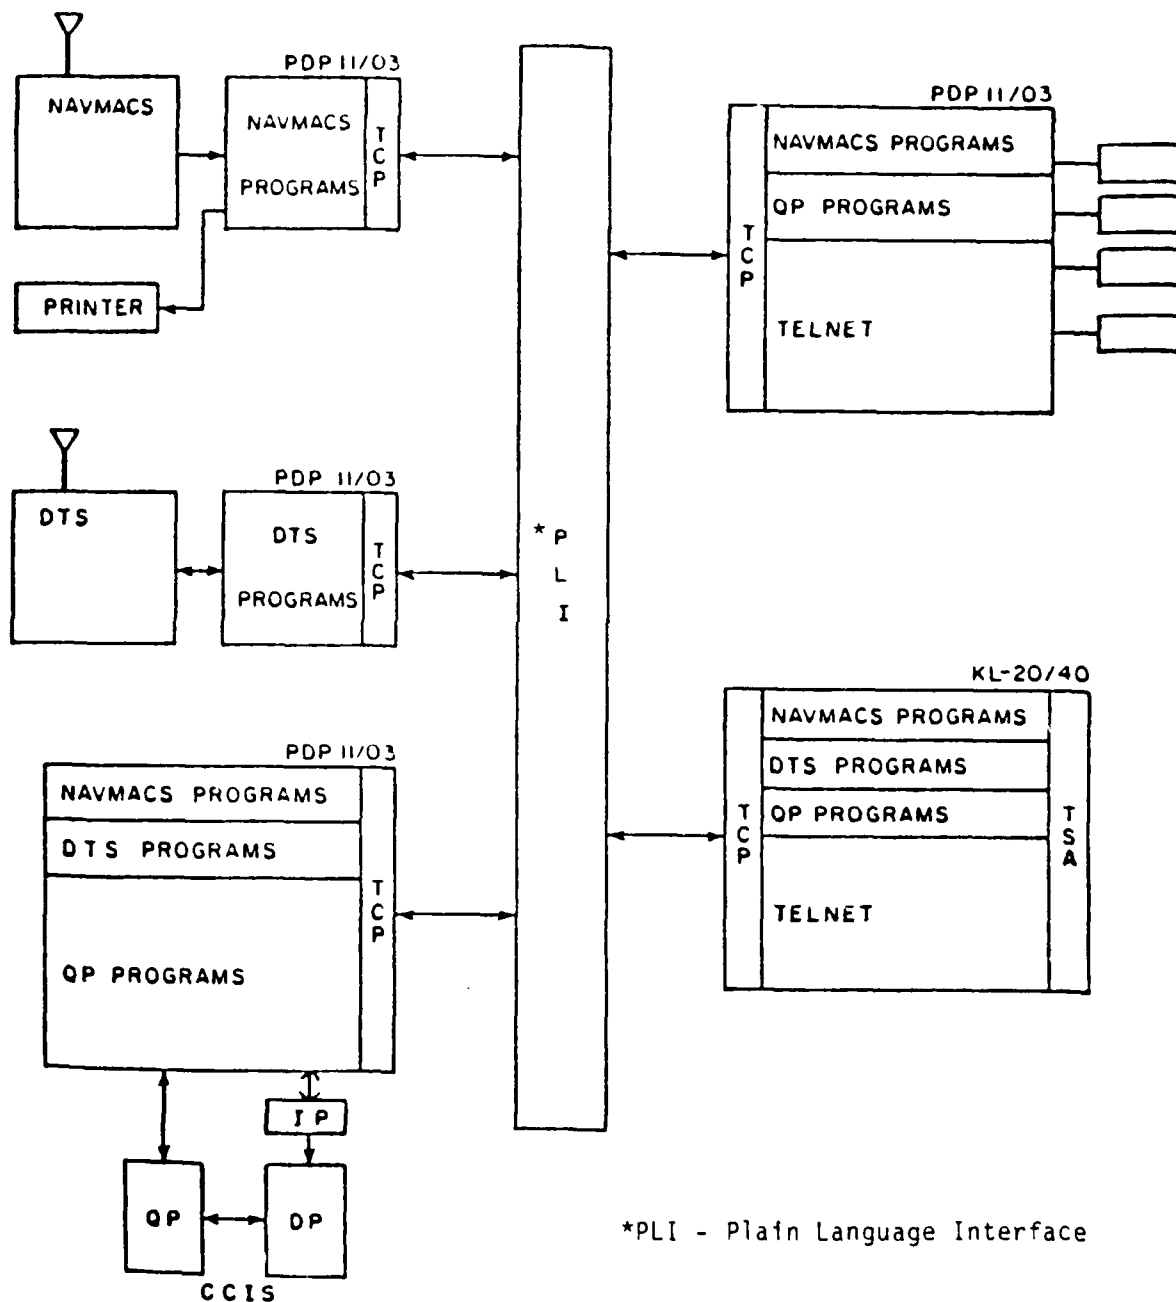 PDP 11/03
NAVMACS
NAVMACS
PROGRAMS
TCP
PRINTER
PDP 11/03
DTS
DTS
PROGRAMS
TCP
PDP 11/03
NAVMACS PROGRAMS
DTS PROGRAMS
QP PROGRAMS
TCP
IP
QP
DP
CCIS
*PLI
PDP 11/03
TCP
NAVMACS PROGRAMS
QP PROGRAMS
TELNET
KL-20/40
TCP
NAVMACS PROGRAMS
DTS PROGRAMS
QP PROGRAMS
TELNET
TSA
*PLI - Plain Language Interface